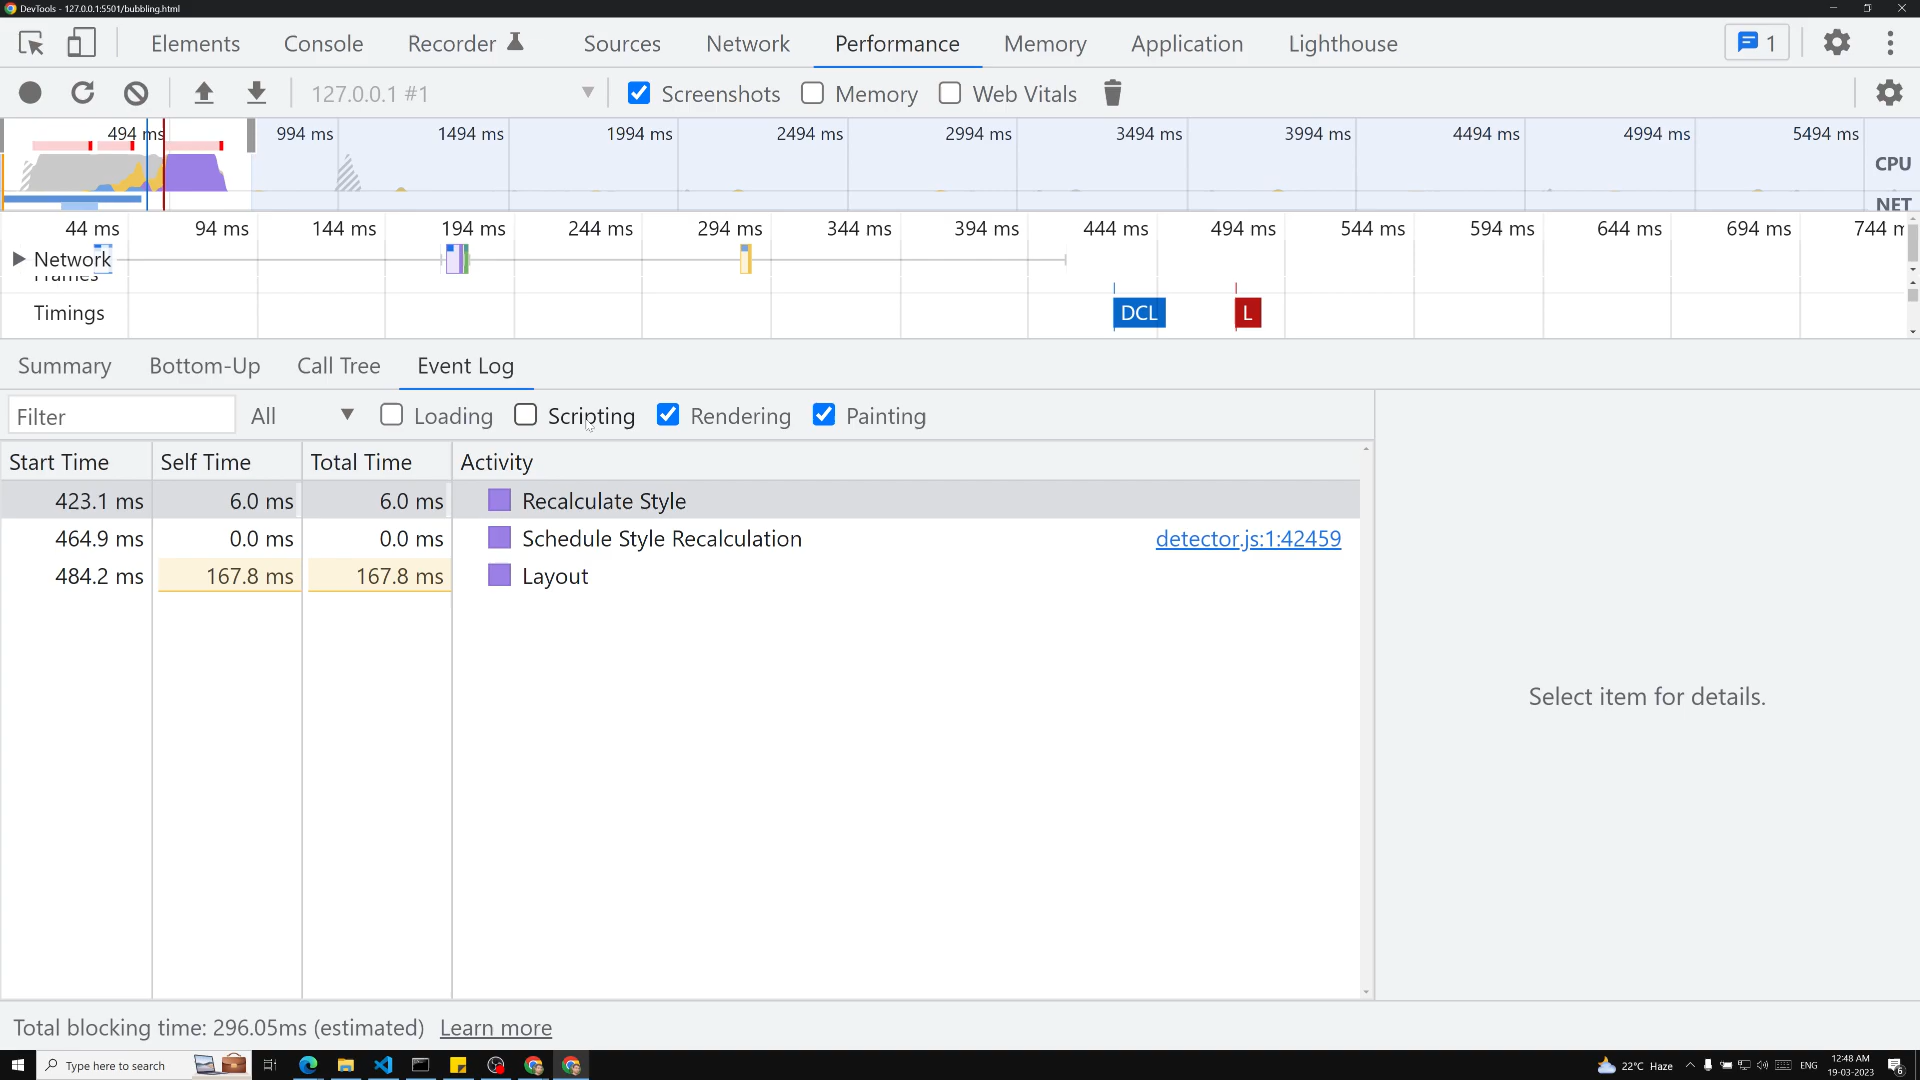 DevTools - 127.0.0.1:5501/bubbling.html
Elements Console Recorder Sources Network Performance Memory Application Lighthouse 1
127.0.0.1 #1 Screenshots Memory Web Vitals
494 ms 994 ms 1494 ms 1994 ms 2494 ms 2994 ms 3494 ms 3994 ms 4494 ms 4994 ms 5494 ms
CPU
NET
44 ms 94 ms 144 ms 194 ms 244 ms 294 ms 344 ms 394 ms 444 ms 494 ms 544 ms 594 ms 644 ms 694 ms 744 m
Network
Frames
Timings DCL L
Summary Bottom-Up Call Tree Event Log
Filter All Loading Scripting Rendering Painting
Start Time Self Time Total Time Activity
423.1 ms 6.0 ms 6.0 ms Recalculate Style
464.9 ms 0.0 ms 0.0 ms Schedule Style Recalculation detector.js:1:42459
484.2 ms 167.8 ms 167.8 ms Layout
Select item for details.
Total blocking time: 296.05ms (estimated) Learn more
Type here to search 22°C Haze ENG 12:48 AM
19-03-2023 6